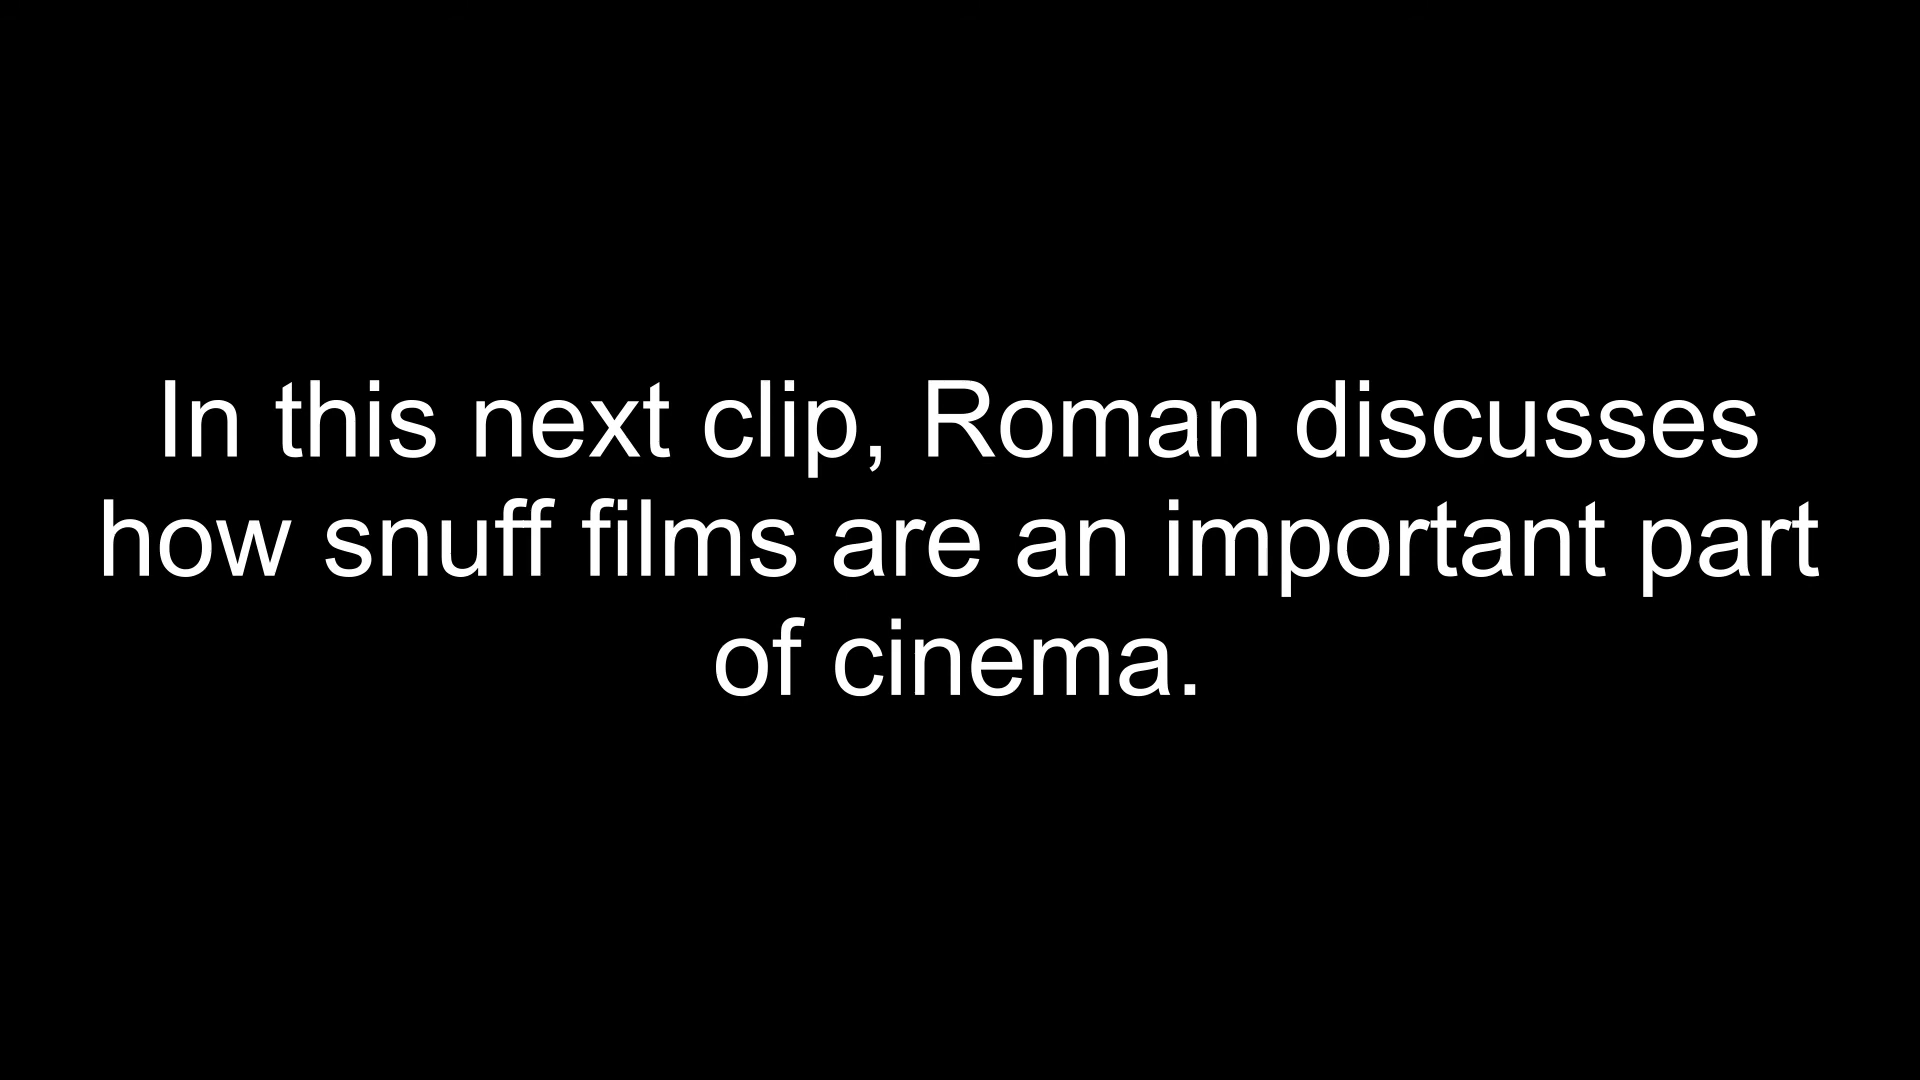 In this next clip, Roman discusses
how snuff films are an important part
of cinema.